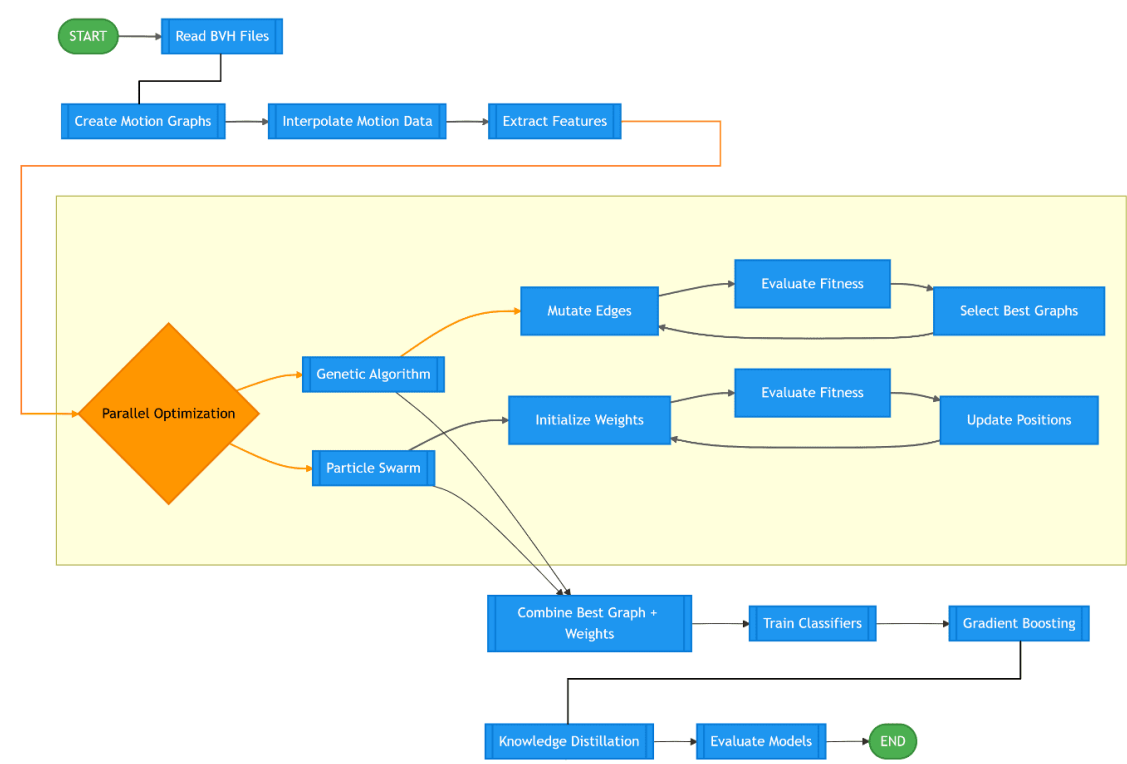 START
Read BVH Files
Create Motion Graphs
Interpolate Motion Data
Extract Features
Parallel Optimization
Genetic Algorithm
Mutate Edges
Evaluate Fitness
Select Best Graphs
Particle Swarm
Initialize Weights
Evaluate Fitness
Update Positions
Combine Best Graph +
Weights
Train Classifiers
Gradient Boosting
Knowledge Distillation
Evaluate Models
END